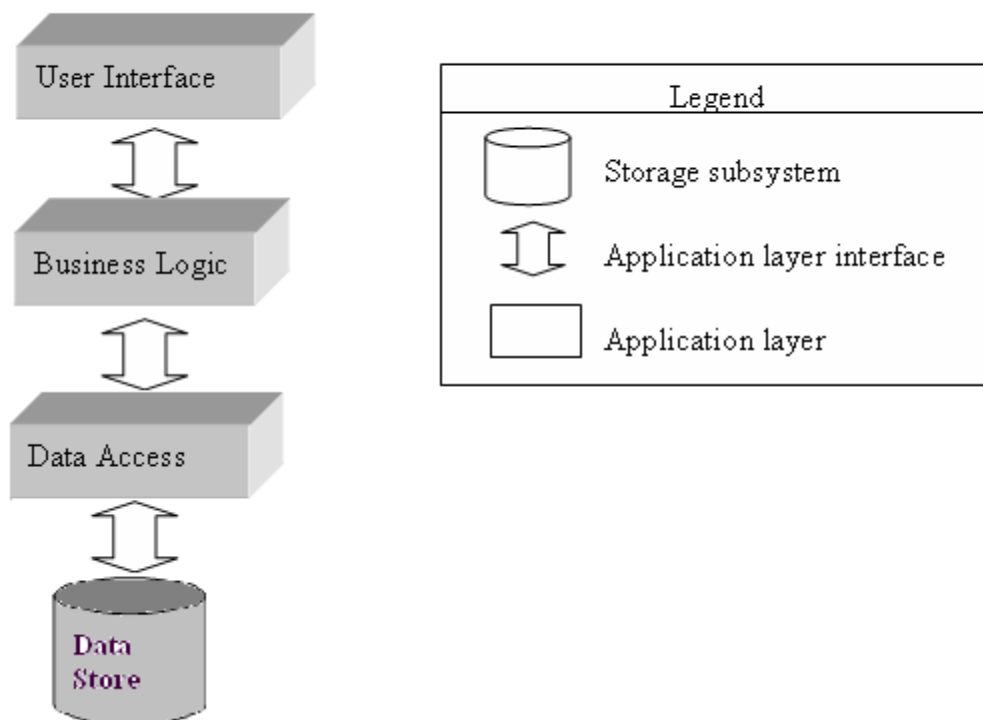 User Interface
Business Logic
Data Access
Data
Store
Legend
Storage subsystem
Application layer interface
Application layer